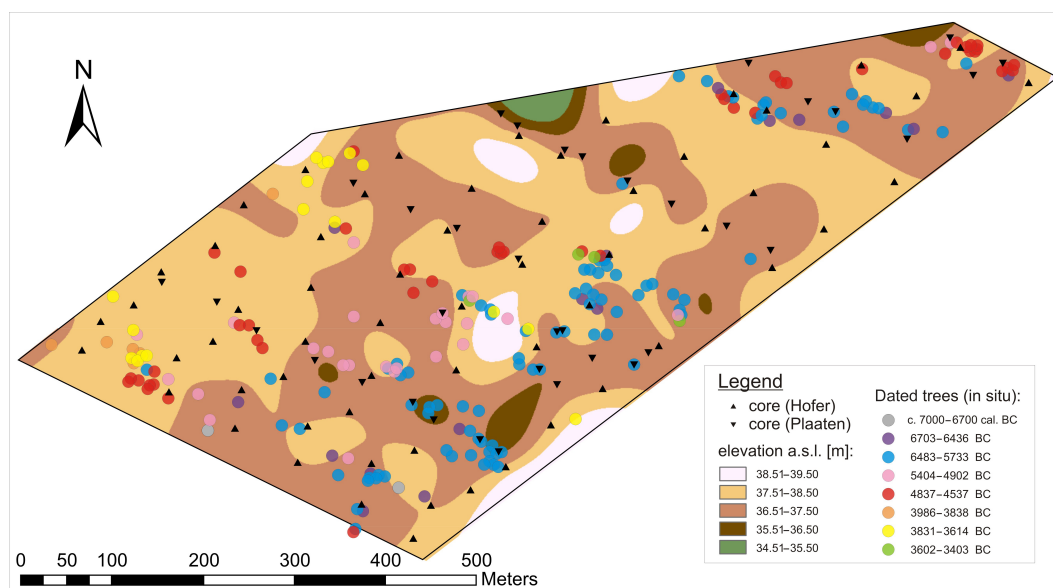 N
Legend
core (Hofer)
core (Plaaten)
elevation a.s.l. [m]:
38.51–39.50
37.51–38.50
36.51–37.50
35.51–36.50
34.51–35.50
Dated trees (in situ):
c. 7000–6700 cal. BC
6703–6436 BC
6483–5733 BC
5404–4902 BC
4837–4537 BC
3986–3838 BC
3831–3614 BC
3602–3403 BC
0 50 100 200 300 400 500
Meters